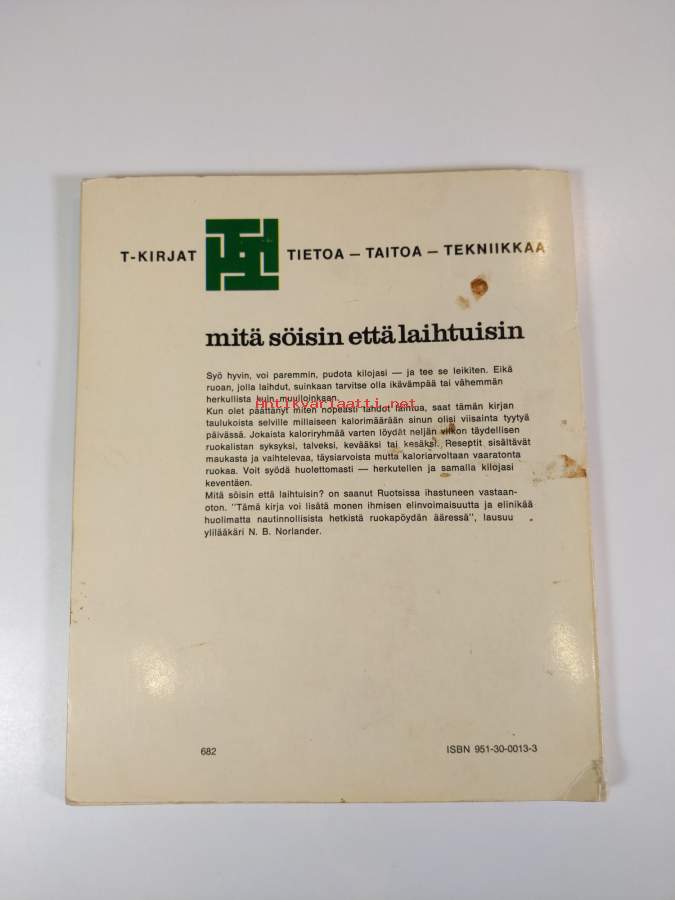 T-KIRJAT TIETOA — TAITOA — TEKNIIKKAA
mitä söisin että laihtuisin
Syö hyvin, voi paremmin, pudota kilojasi — ja tee se leikiten. Eikä
ruoan, jolla laihdut, suinkaan tarvitse olla ikävämpää tai vähemmän
herkullista kuin muulloinkaan.
Antikvariaatti.net
Kun olet päättänyt miten nopeasti tahdot laihtua, saat tämän kirjan
taulukoista selville millaiseen kalorimäärään sinun olisi viisainta tyytyä
päivässä. Jokaista kaloriryhmää varten löydät neljän viikon täydellisen
ruokalistan syksyksi, talveksi, kevääksi tai kesäksi. Reseptit sisältävät
maukasta ja vaihtelevaa, täysiarvoista mutta kaloriarvoltaan vaaratonta
ruokaa. Voit syödä huolettomasti — herkutellen ja samalla kilojasi
keventäen.
Mitä söisin että laihtuisin? on saanut Ruotsissa ihastuneen vastaan-
oton. "Tämä kirja voi lisätä monen ihmisen elinvoimaisuutta ja elinikää
huolimatta nautinnollisista hetkistä ruokapöydän ääressä", lausuu
ylilääkäri N. B. Norlander.
682 ISBN 951-30-0013-3